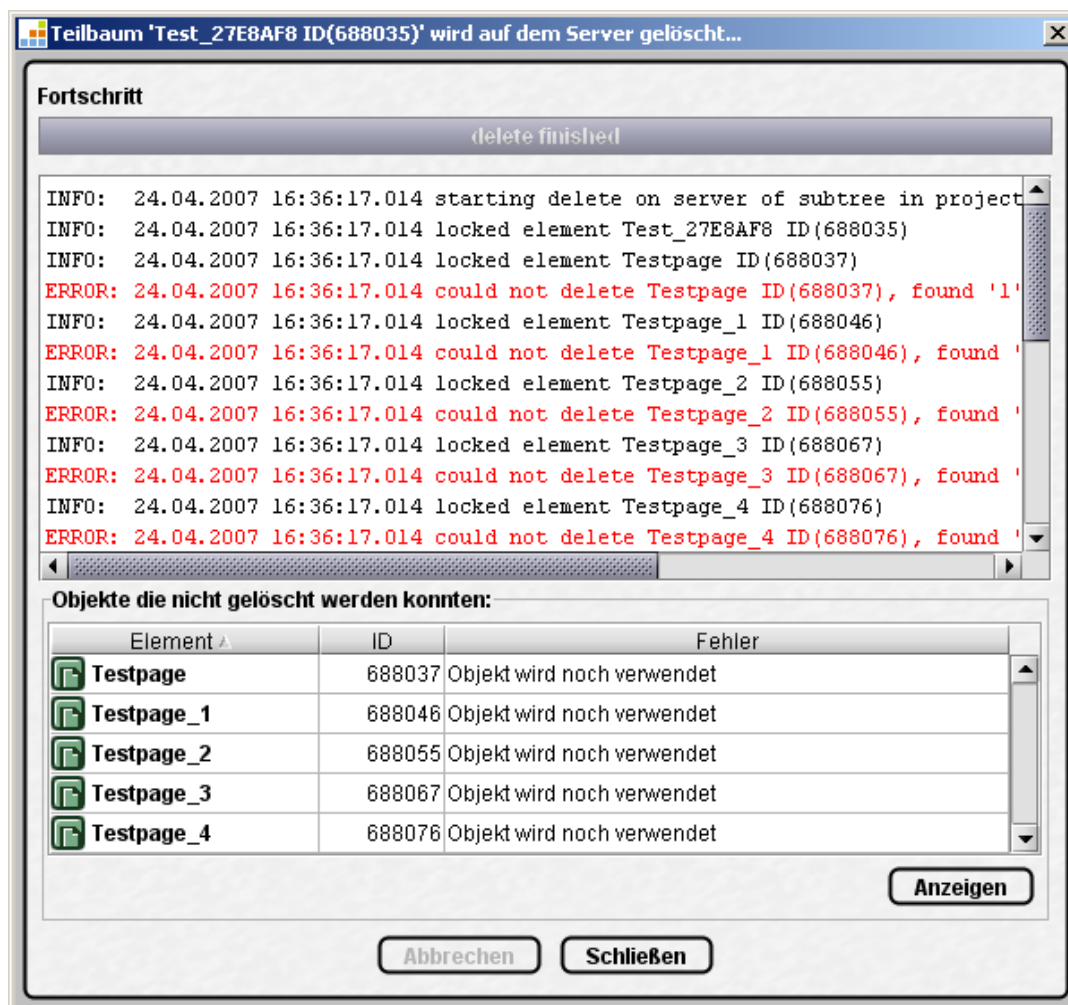 Teilbaum 'Test_27E8AF8 ID(688035)' wird auf dem Server gelöscht...
Fortschritt
delete finished
INFO: 24.04.2007 16:36:17.014 starting delete on server of subtree in project
INFO: 24.04.2007 16:36:17.014 locked element Test_27E8AF8 ID(688035)
INFO: 24.04.2007 16:36:17.014 locked element Testpage ID(688037)
ERROR: 24.04.2007 16:36:17.014 could not delete Testpage ID(688037), found '1'
INFO: 24.04.2007 16:36:17.014 locked element Testpage_1 ID(688046)
ERROR: 24.04.2007 16:36:17.014 could not delete Testpage_1 ID(688046), found '
INFO: 24.04.2007 16:36:17.014 locked element Testpage_2 ID(688055)
ERROR: 24.04.2007 16:36:17.014 could not delete Testpage_2 ID(688055), found '
INFO: 24.04.2007 16:36:17.014 locked element Testpage_3 ID(688067)
ERROR: 24.04.2007 16:36:17.014 could not delete Testpage_3 ID(688067), found '
INFO: 24.04.2007 16:36:17.014 locked element Testpage_4 ID(688076)
ERROR: 24.04.2007 16:36:17.014 could not delete Testpage_4 ID(688076), found '
Objekte die nicht gelöscht werden konnten:
Element ID Fehler
Testpage 688037 Objekt wird noch verwendet
Testpage_1 688046 Objekt wird noch verwendet
Testpage_2 688055 Objekt wird noch verwendet
Testpage_3 688067 Objekt wird noch verwendet
Testpage_4 688076 Objekt wird noch verwendet
Anzeigen
Abbrechen Schließen